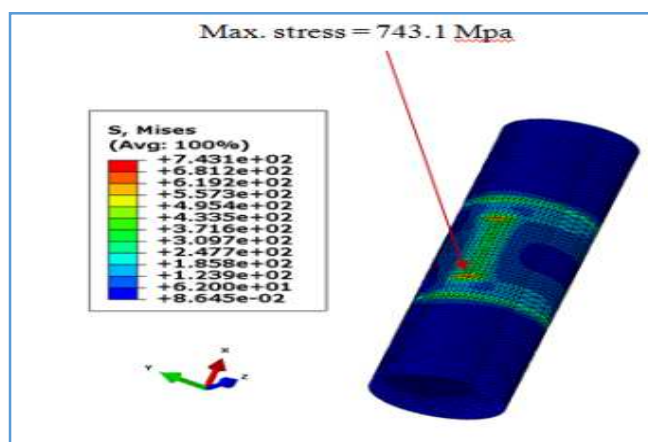 Max. stress = 743.1 Mpa
S, Mises
(Avg: 100%)
+7.431e+02
+6.812e+02
+6.192e+02
+5.573e+02
+4.954e+02
+4.335e+02
+3.716e+02
+3.097e+02
+2.477e+02
+1.858e+02
+1.239e+02
+6.200e+01
+8.645e-02
Y
X
Z